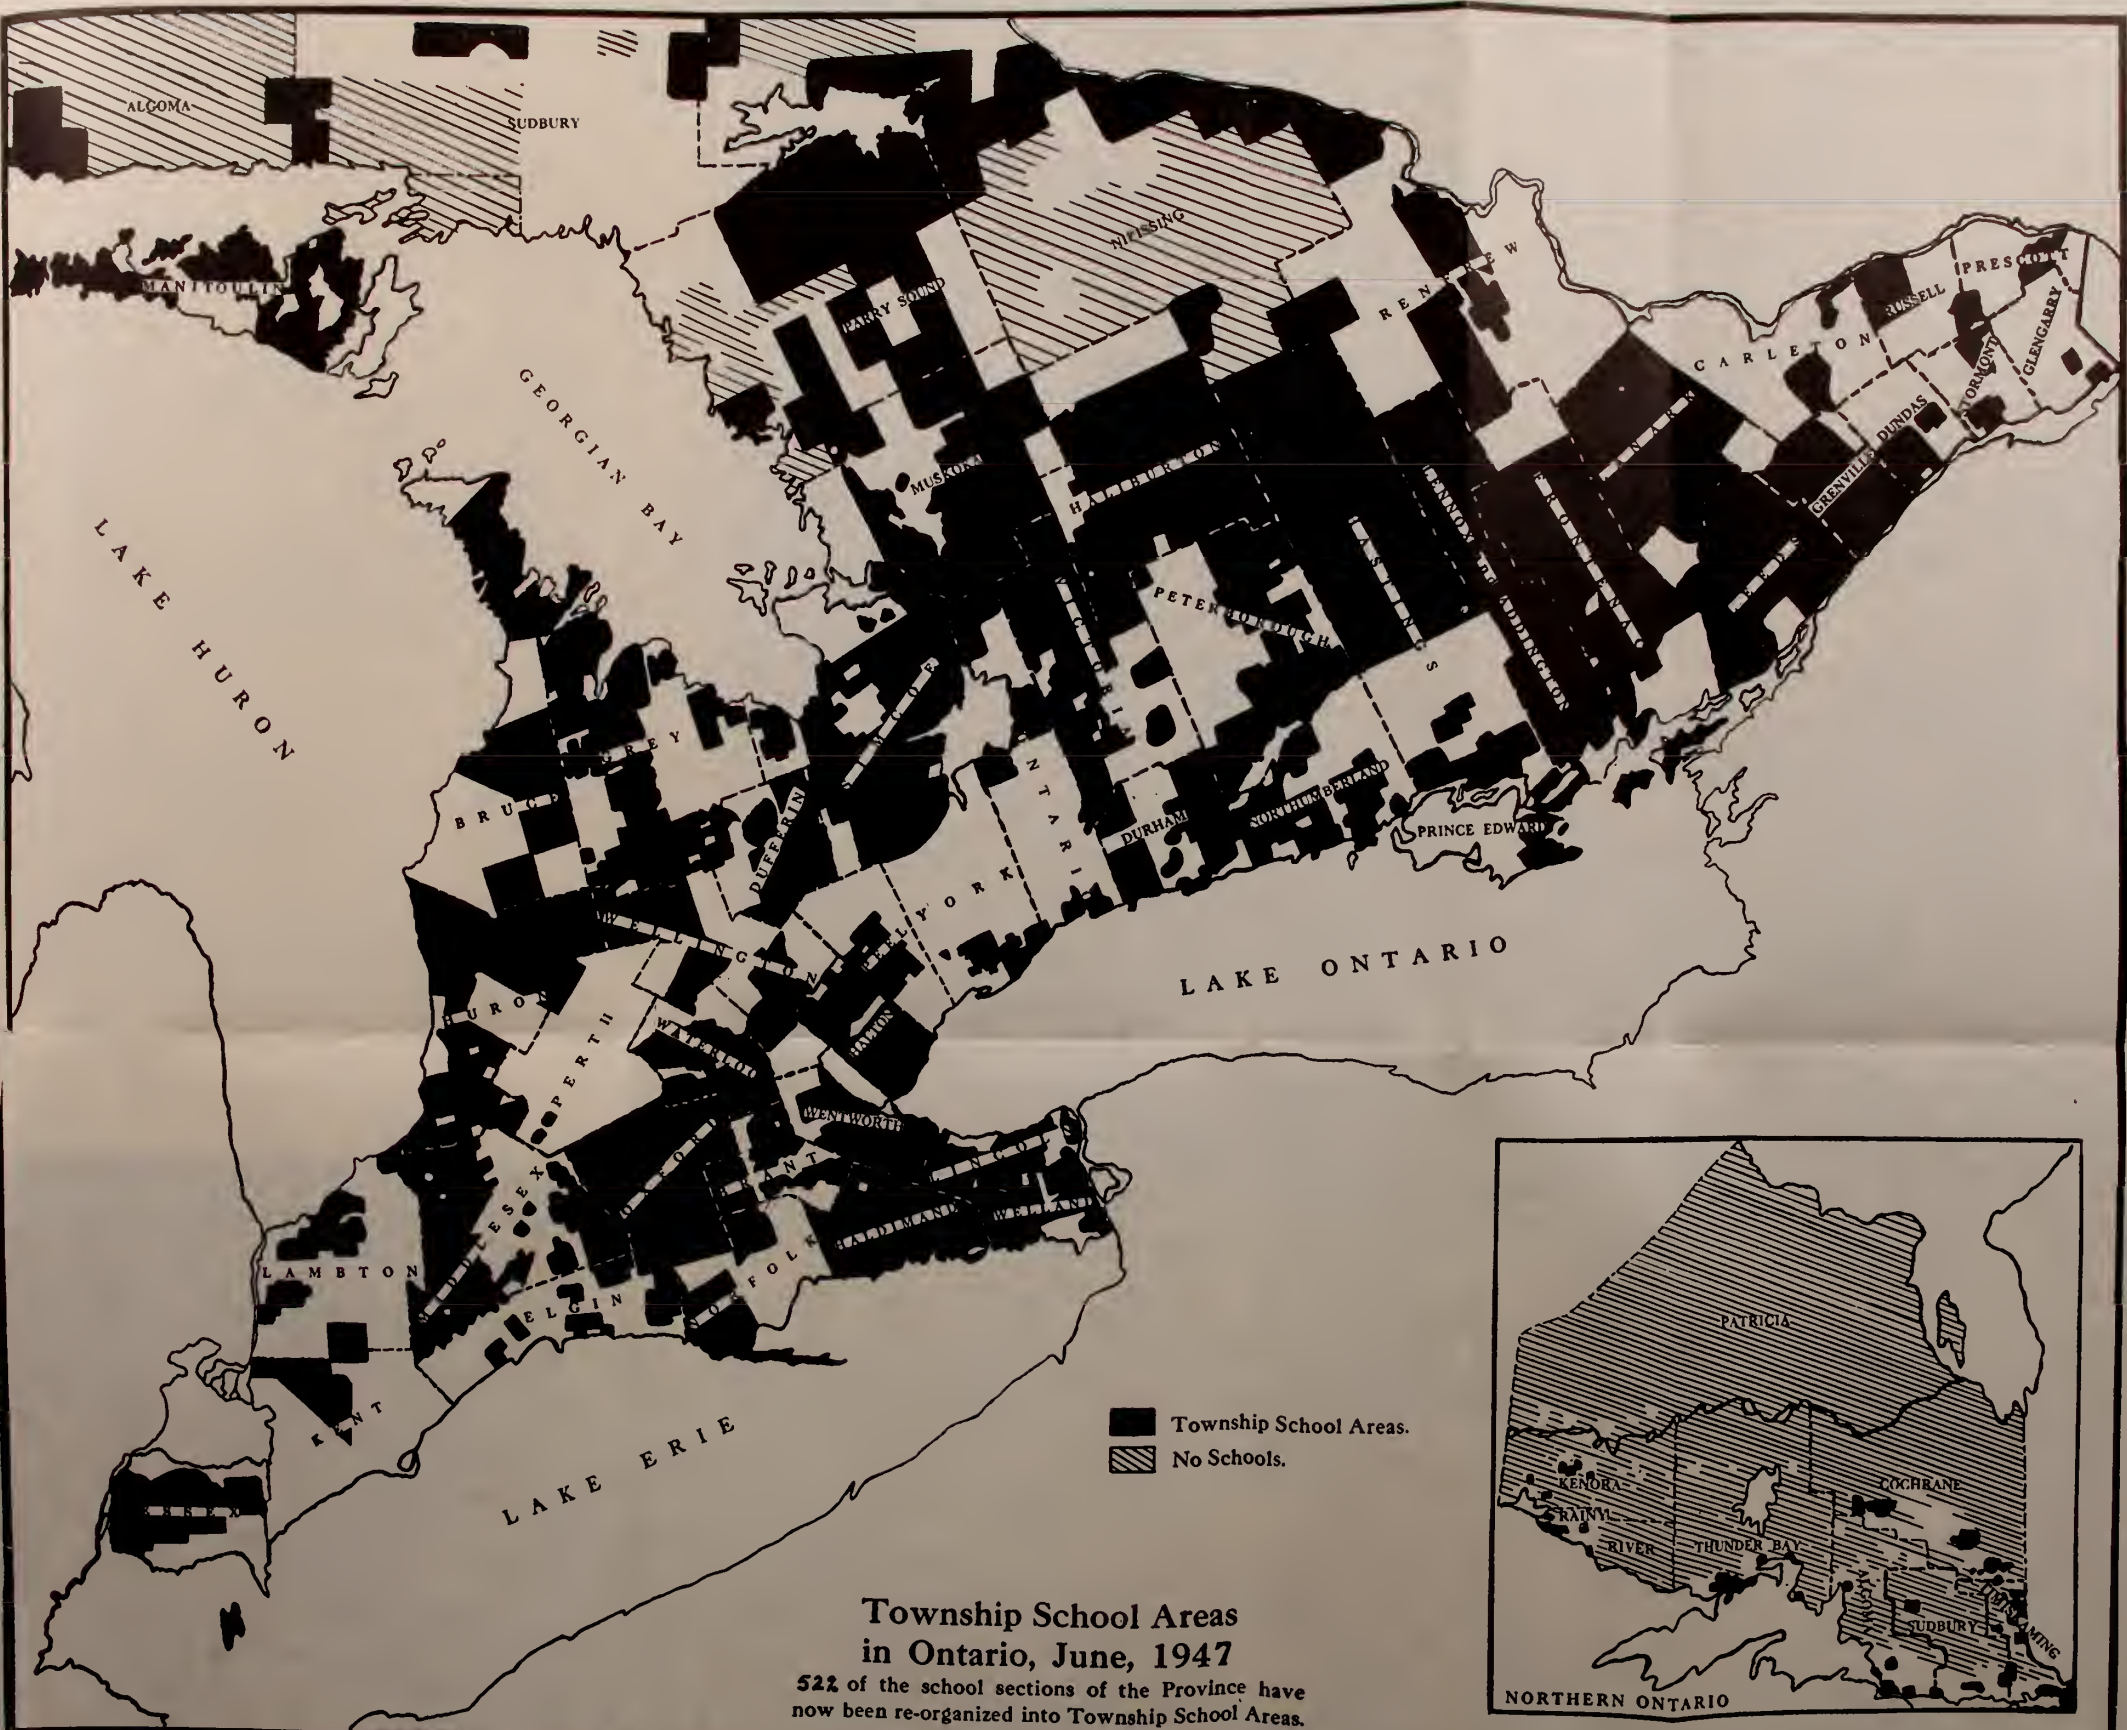 ALGOMA
SUDBURY
MANITOULIN
NIPISSING
PARRY SOUND
RENFREW
PRESCOTT
RUSSELL
GLENGARRY
STORMONT
CARLETON
DUNDAS
GRENVILLE
LANARK
LEEDS
FRONTENAC
LENNOX and ADDINGTON
HASTINGS
HALIBURTON
MUSKOKA
GEORGIAN BAY
LAKE HURON
PETERBOROUGH
VICTORIA
SIMCOE
GREY
BRUCE
DUFFERIN
ONTARIO
DURHAM
NORTHUMBERLAND
PRINCE EDWARD
YORK
PEEL
WELLINGTON
HURON
PERTH
WATERLOO
HALTON
LAKE ONTARIO
WENTWORTH
LINCOLN
BRANT
OXFORD
MIDDLESEX
HALDIMAND
WELLAND
NORFOLK
ELGIN
LAMBTON
KENT
ESSEX
LAKE ERIE
Township School Areas.
No Schools.
Township School Areas
in Ontario, June, 1947
52% of the school sections of the Province have
now been re-organized into Township School Areas.
PATRICIA
KENORA
COCHRANE
RAINY
RIVER
THUNDER BAY
ALGOMA
SUDBURY
TIMISKAMING
NORTHERN ONTARIO